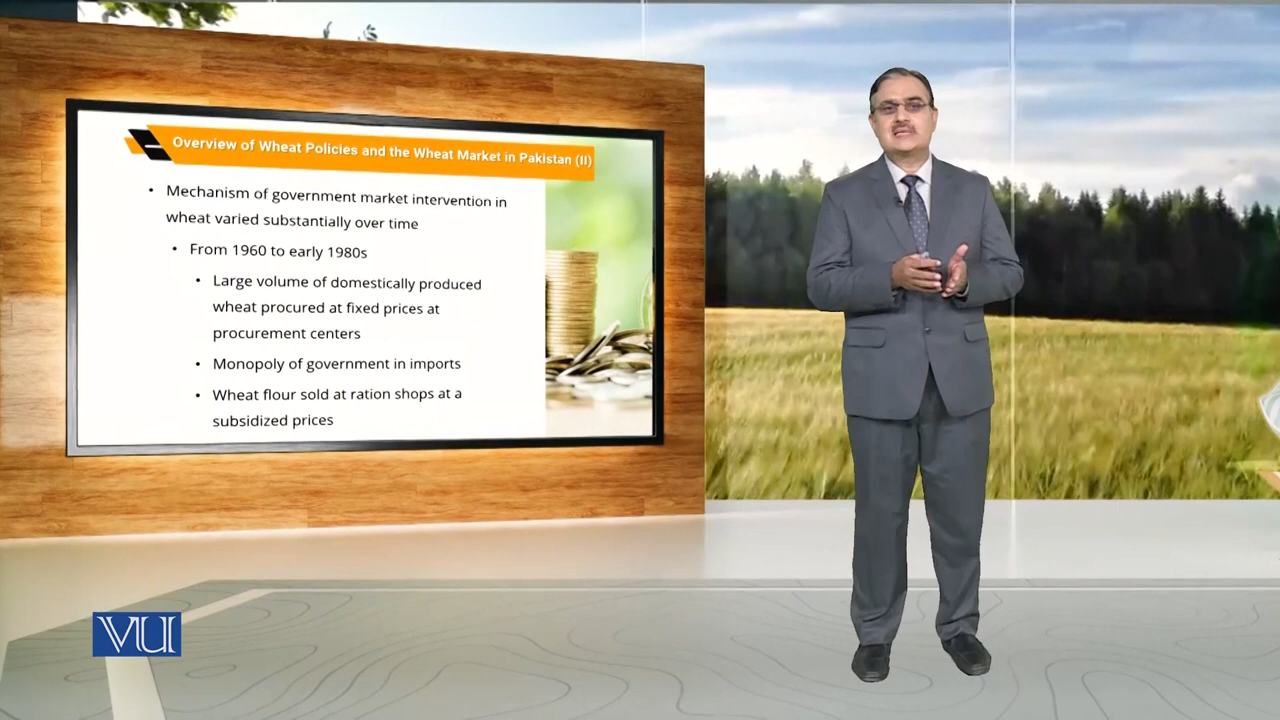 Overview of Wheat Policies and the Wheat Market in Pakistan (II)
• Mechanism of government market intervention in
wheat varied substantially over time
• From 1960 to early 1980s
• Large volume of domestically produced
wheat procured at fixed prices at
procurement centers
• Monopoly of government in imports
• Wheat flour sold at ration shops at a
subsidized prices
VU